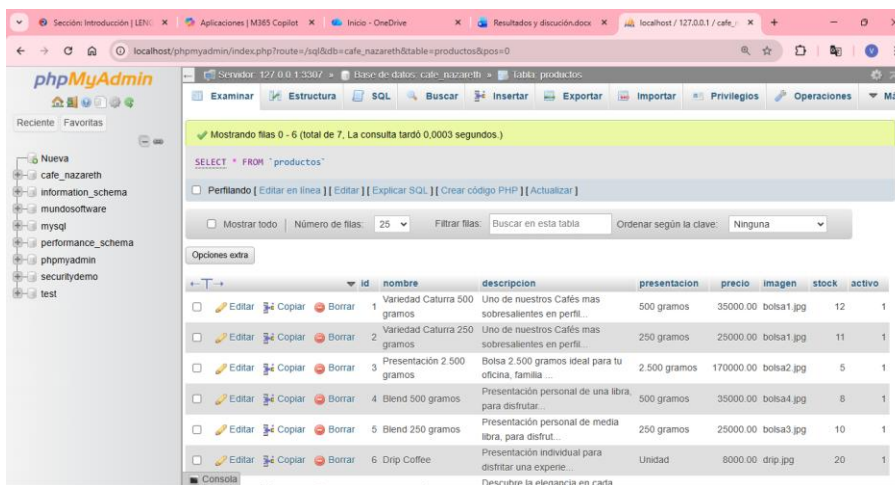 Sección: Introducción | LENG
Aplicaciones | M365 Copilot
Inicio - OneDrive
Resultados y discución.docx
localhost / 127.0.0.1 / cafe_
localhost/phpmyadmin/index.php?route=/sql&db=cafe_nazareth&table=productos&pos=0
phpMyAdmin
Reciente Favoritas
Nueva
cafe_nazareth
information_schema
mundosoftware
mysql
performance_schema
phpmyadmin
securitydemo
test
Servidor: 127.0.0.1:3307 » Base de datos: cafe_nazareth » Tabla: productos
Examinar Estructura SQL Buscar Insertar Exportar Importar Privilegios Operaciones Má
Mostrando filas 0 - 6 (total de 7, La consulta tardó 0,0003 segundos.)
SELECT * FROM `productos`
Perfilando [ Editar en línea ] [ Editar ] [ Explicar SQL ] [ Crear código PHP ] [ Actualizar ]
Mostrar todo | Número de filas: 25 Filtrar filas: Buscar en esta tabla Ordenar según la clave: Ninguna
Opciones extra
id nombre descripcion presentacion precio imagen stock activo
Editar Copiar Borrar 1 Variedad Caturra 500 gramos Uno de nuestros Cafés mas sobresalientes en perfil... 500 gramos 35000.00 bolsa1.jpg 12 1
Editar Copiar Borrar 2 Variedad Caturra 250 gramos Uno de nuestros Cafés mas sobresalientes en perfil... 250 gramos 25000.00 bolsa1.jpg 11 1
Editar Copiar Borrar 3 Presentación 2.500 gramos Bolsa 2.500 gramos ideal para tu oficina, familia ... 2.500 gramos 170000.00 bolsa2.jpg 5 1
Editar Copiar Borrar 4 Blend 500 gramos Presentación personal de una libra, para disfrutar... 500 gramos 35000.00 bolsa4.jpg 8 1
Editar Copiar Borrar 5 Blend 250 gramos Presentación personal de media libra, para disfrut... 250 gramos 25000.00 bolsa3.jpg 10 1
Editar Copiar Borrar 6 Drip Coffee Presentación individual para disfritar una experie... Unidad 8000.00 drip.jpg 20 1
Consola
Descubre la elegancia en cada